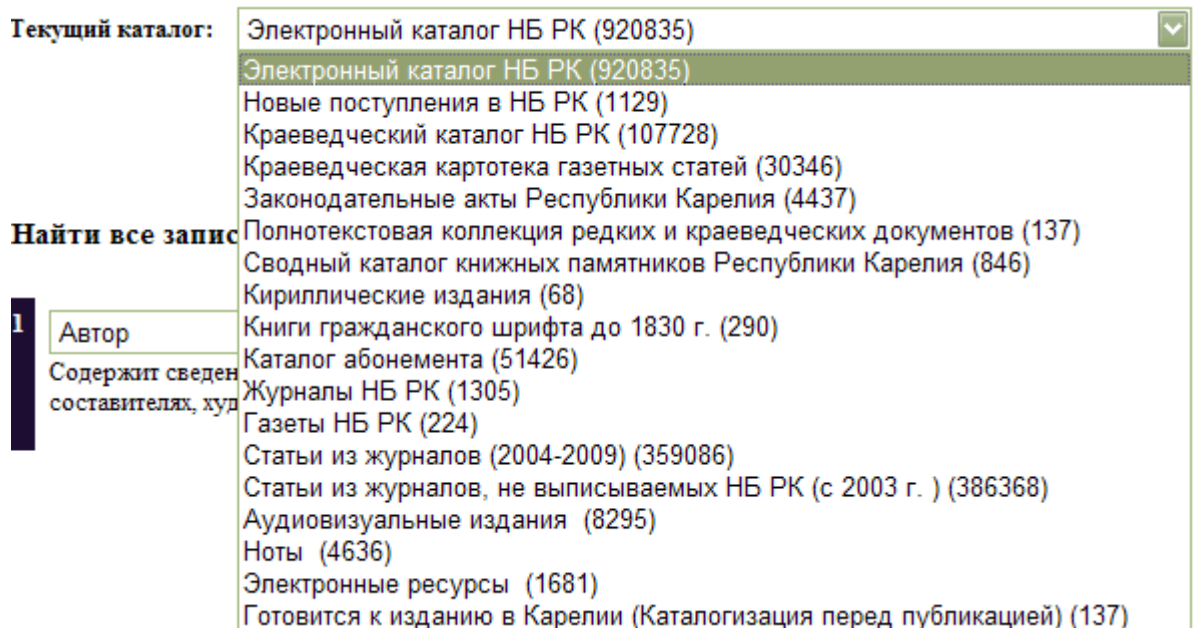 Текущий каталог:
Электронный каталог НБ РК (920835)
Электронный каталог НБ РК (920835)
Новые поступления в НБ РК (1129)
Краеведческий каталог НБ РК (107728)
Краеведческая картотека газетных статей (30346)
Законодательные акты Республики Карелия (4437)
Найти все запис
Полнотекстовая коллекция редких и краеведческих документов (137)
Сводный каталог книжных памятников Республики Карелия (846)
Кириллические издания (68)
1
Автор
Книги гражданского шрифта до 1830 г. (290)
Каталог абонемента (51426)
Содержит сведен
Журналы НБ РК (1305)
составителях, худ
Газеты НБ РК (224)
Статьи из журналов (2004-2009) (359086)
Статьи из журналов, не выписываемых НБ РК (с 2003 г. ) (386368)
Аудиовизуальные издания (8295)
Ноты (4636)
Электронные ресурсы (1681)
Готовится к изданию в Карелии (Каталогизация перед публикацией) (137)